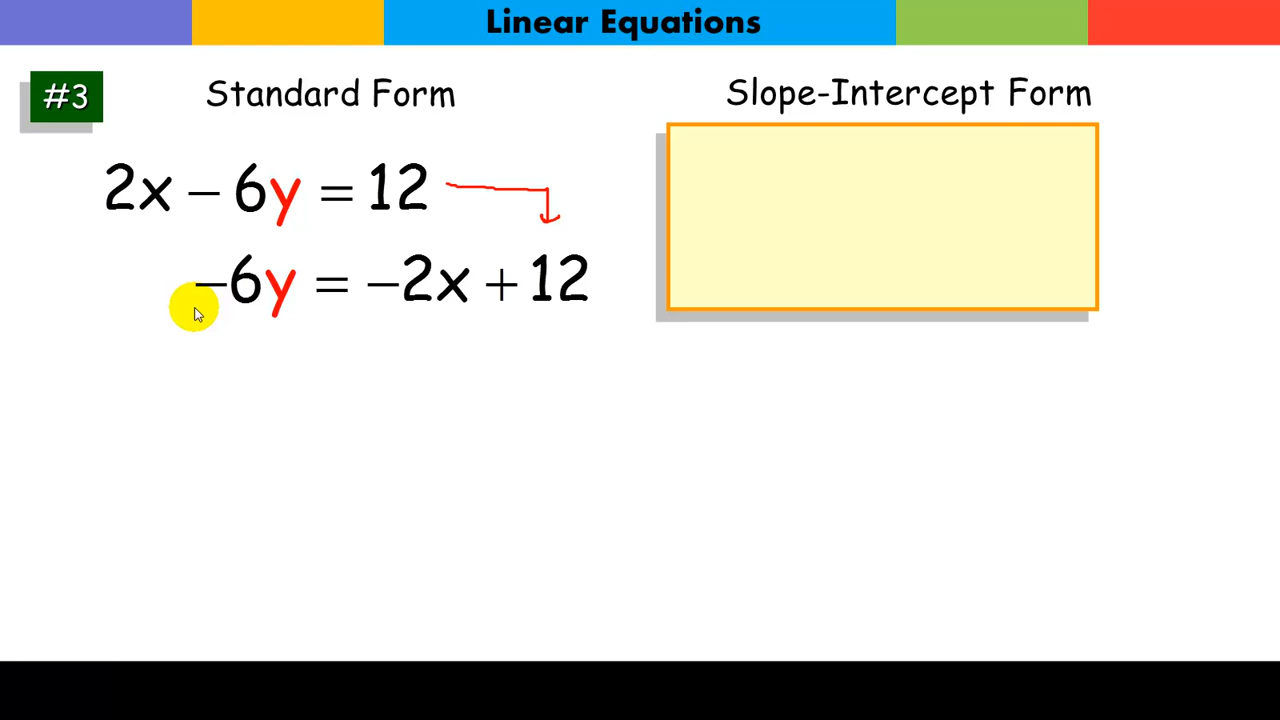 Linear Equations
#3
Standard Form
Slope-Intercept Form
2x − 6y = 12
−6y = −2x + 12